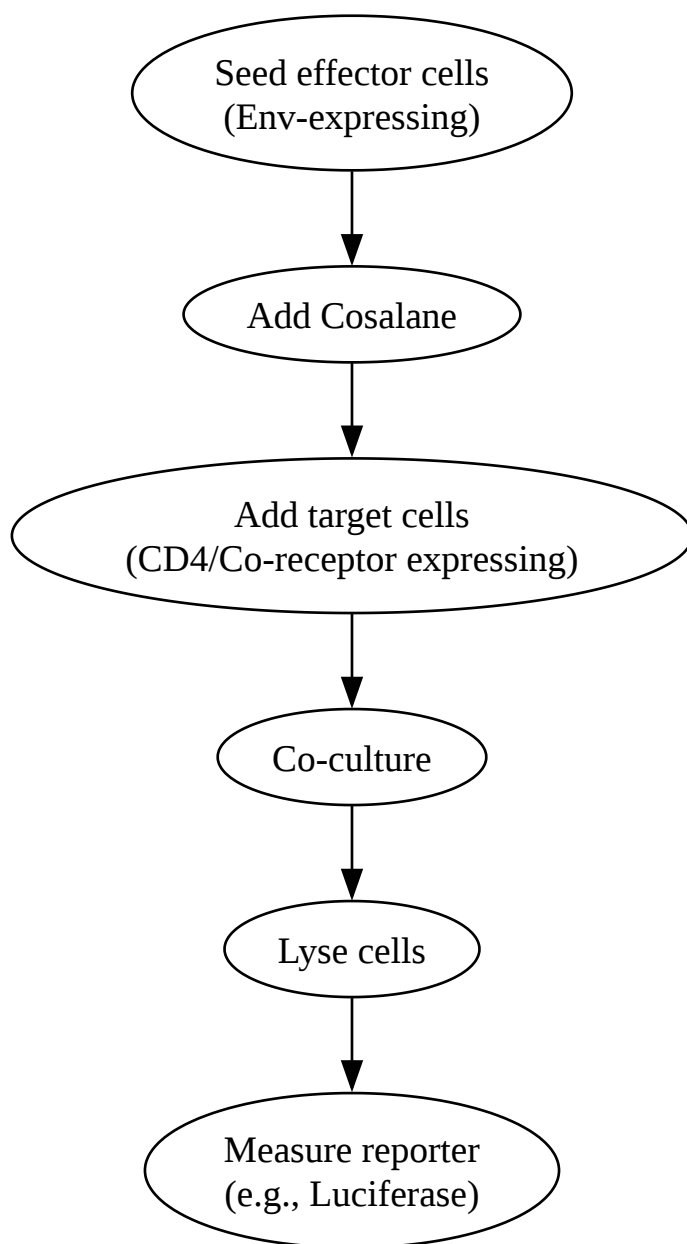 Seed effector cells
(Env-expressing)
Add Cosalane
Add target cells
(CD4/Co-receptor expressing)
Co-culture
Lyse cells
Measure reporter
(e.g., Luciferase)